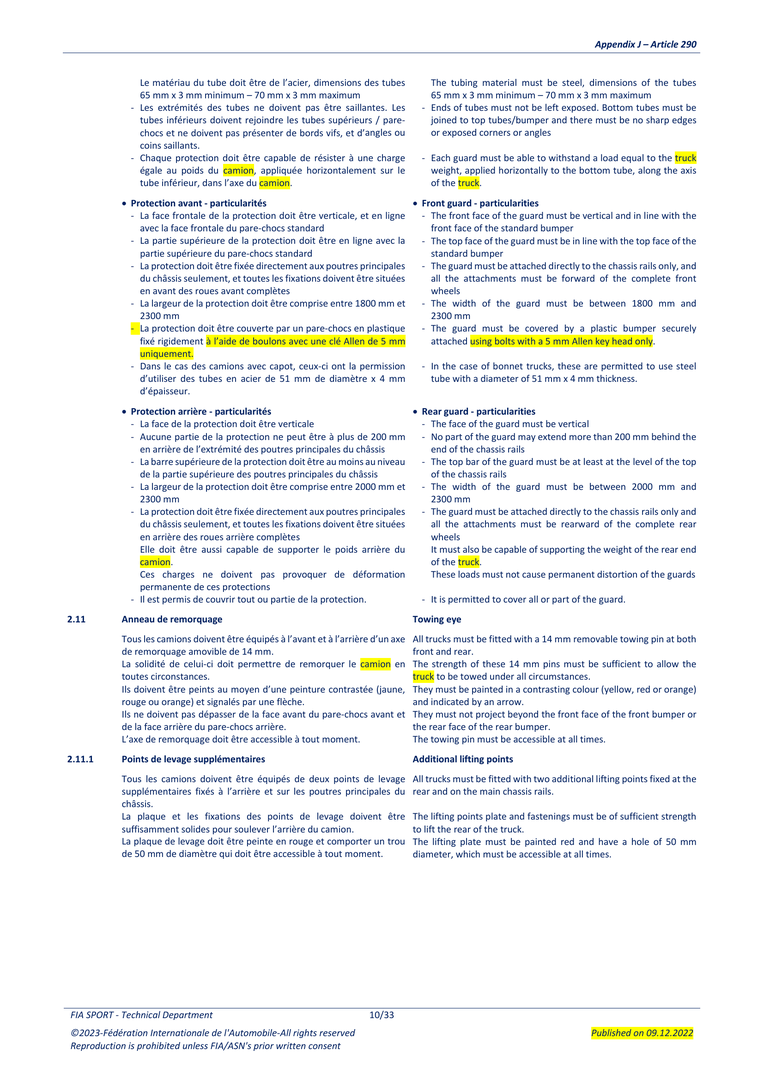 Appendix J – Article 290
Le matériau du tube doit être de l’acier, dimensions des tubes
65 mm x 3 mm minimum – 70 mm x 3 mm maximum
- Les extrémités des tubes ne doivent pas être saillantes. Les
tubes inférieurs doivent rejoindre les tubes supérieurs / pare-
chocs et ne doivent pas présenter de bords vifs, et d’angles ou
coins saillants.
- Chaque protection doit être capable de résister à une charge
égale au poids du camion, appliquée horizontalement sur le
tube inférieur, dans l’axe du camion.
• Protection avant - particularités
- La face frontale de la protection doit être verticale, et en ligne
avec la face frontale du pare-chocs standard
- La partie supérieure de la protection doit être en ligne avec la
partie supérieure du pare-chocs standard
- La protection doit être fixée directement aux poutres principales
du châssis seulement, et toutes les fixations doivent être situées
en avant des roues avant complètes
- La largeur de la protection doit être comprise entre 1800 mm et
2300 mm
- La protection doit être couverte par un pare-chocs en plastique
fixé rigidement à l’aide de boulons avec une clé Allen de 5 mm
uniquement.
- Dans le cas des camions avec capot, ceux-ci ont la permission
d’utiliser des tubes en acier de 51 mm de diamètre x 4 mm
d’épaisseur.
• Protection arrière - particularités
- La face de la protection doit être verticale
- Aucune partie de la protection ne peut être à plus de 200 mm
en arrière de l’extrémité des poutres principales du châssis
- La barre supérieure de la protection doit être au moins au niveau
de la partie supérieure des poutres principales du châssis
- La largeur de la protection doit être comprise entre 2000 mm et
2300 mm
- La protection doit être fixée directement aux poutres principales
du châssis seulement, et toutes les fixations doivent être situées
en arrière des roues arrière complètes
Elle doit être aussi capable de supporter le poids arrière du
camion.
Ces charges ne doivent pas provoquer de déformation
permanente de ces protections
- Il est permis de couvrir tout ou partie de la protection.
The tubing material must be steel, dimensions of the tubes
65 mm x 3 mm minimum – 70 mm x 3 mm maximum
- Ends of tubes must not be left exposed. Bottom tubes must be
joined to top tubes/bumper and there must be no sharp edges
or exposed corners or angles
- Each guard must be able to withstand a load equal to the truck
weight, applied horizontally to the bottom tube, along the axis
of the truck.
• Front guard - particularities
- The front face of the guard must be vertical and in line with the
front face of the standard bumper
- The top face of the guard must be in line with the top face of the
standard bumper
- The guard must be attached directly to the chassis rails only, and
all the attachments must be forward of the complete front
wheels
- The width of the guard must be between 1800 mm and
2300 mm
- The guard must be covered by a plastic bumper securely
attached using bolts with a 5 mm Allen key head only.
- In the case of bonnet trucks, these are permitted to use steel
tube with a diameter of 51 mm x 4 mm thickness.
• Rear guard - particularities
- The face of the guard must be vertical
- No part of the guard may extend more than 200 mm behind the
end of the chassis rails
- The top bar of the guard must be at least at the level of the top
of the chassis rails
- The width of the guard must be between 2000 mm and
2300 mm
- The guard must be attached directly to the chassis rails only and
all the attachments must be rearward of the complete rear
wheels
It must also be capable of supporting the weight of the rear end
of the truck.
These loads must not cause permanent distortion of the guards
- It is permitted to cover all or part of the guard.
2.11 Anneau de remorquage
Tous les camions doivent être équipés à l’avant et à l’arrière d’un axe
de remorquage amovible de 14 mm.
La solidité de celui-ci doit permettre de remorquer le camion en
toutes circonstances.
Ils doivent être peints au moyen d’une peinture contrastée (jaune,
rouge ou orange) et signalés par une flèche.
Ils ne doivent pas dépasser de la face avant du pare-chocs avant et
de la face arrière du pare-chocs arrière.
L’axe de remorquage doit être accessible à tout moment.
Towing eye
All trucks must be fitted with a 14 mm removable towing pin at both
front and rear.
The strength of these 14 mm pins must be sufficient to allow the
truck to be towed under all circumstances.
They must be painted in a contrasting colour (yellow, red or orange)
and indicated by an arrow.
They must not project beyond the front face of the front bumper or
the rear face of the rear bumper.
The towing pin must be accessible at all times.
2.11.1 Points de levage supplémentaires
Tous les camions doivent être équipés de deux points de levage
supplémentaires fixés à l’arrière et sur les poutres principales du
châssis.
La plaque et les fixations des points de levage doivent être
suffisamment solides pour soulever l’arrière du camion.
La plaque de levage doit être peinte en rouge et comporter un trou
de 50 mm de diamètre qui doit être accessible à tout moment.
Additional lifting points
All trucks must be fitted with two additional lifting points fixed at the
rear and on the main chassis rails.
The lifting points plate and fastenings must be of sufficient strength
to lift the rear of the truck.
The lifting plate must be painted red and have a hole of 50 mm
diameter, which must be accessible at all times.
FIA SPORT - Technical Department 10/33
©2023-Fédération Internationale de l'Automobile-All rights reserved Published on 09.12.2022
Reproduction is prohibited unless FIA/ASN's prior written consent